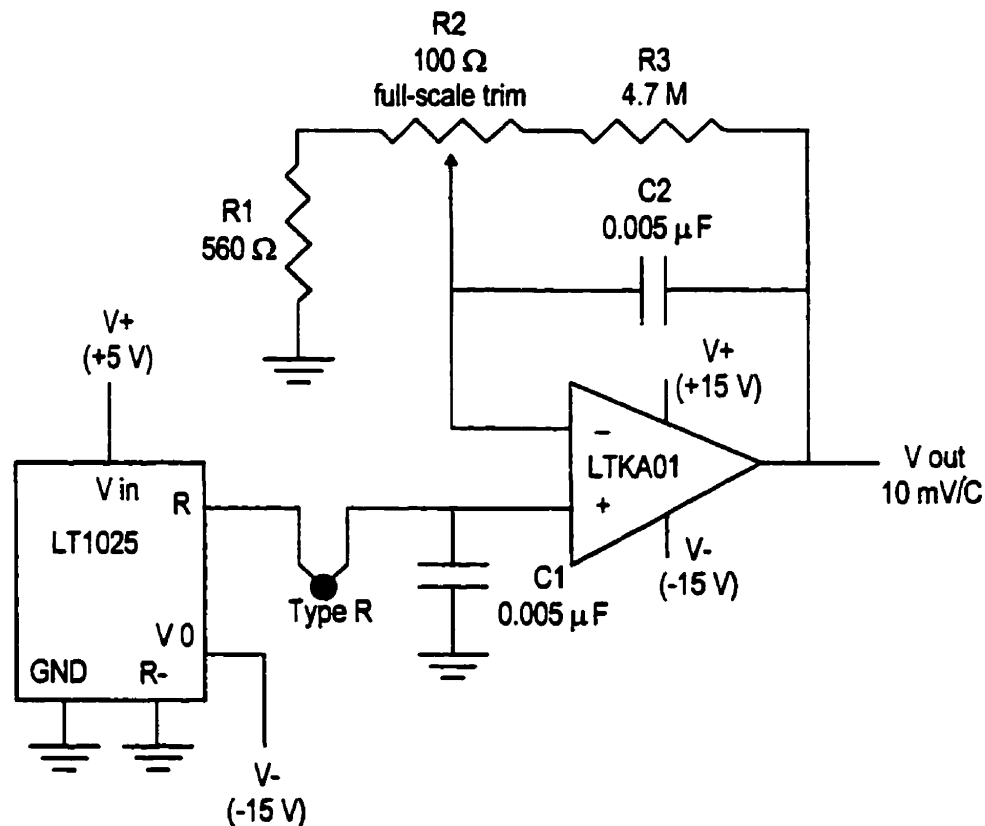 R2
100 Ω
full-scale trim
R3
4.7 M
C2
0.005 μF
R1
560 Ω
V+
(+5 V)
V+
(+15 V)
V in
R
LT1025
V 0
GND
R-
Type R
C1
0.005 μF
−
LTKA01
+
V out
10 mV/C
V-
(-15 V)
V-
(-15 V)